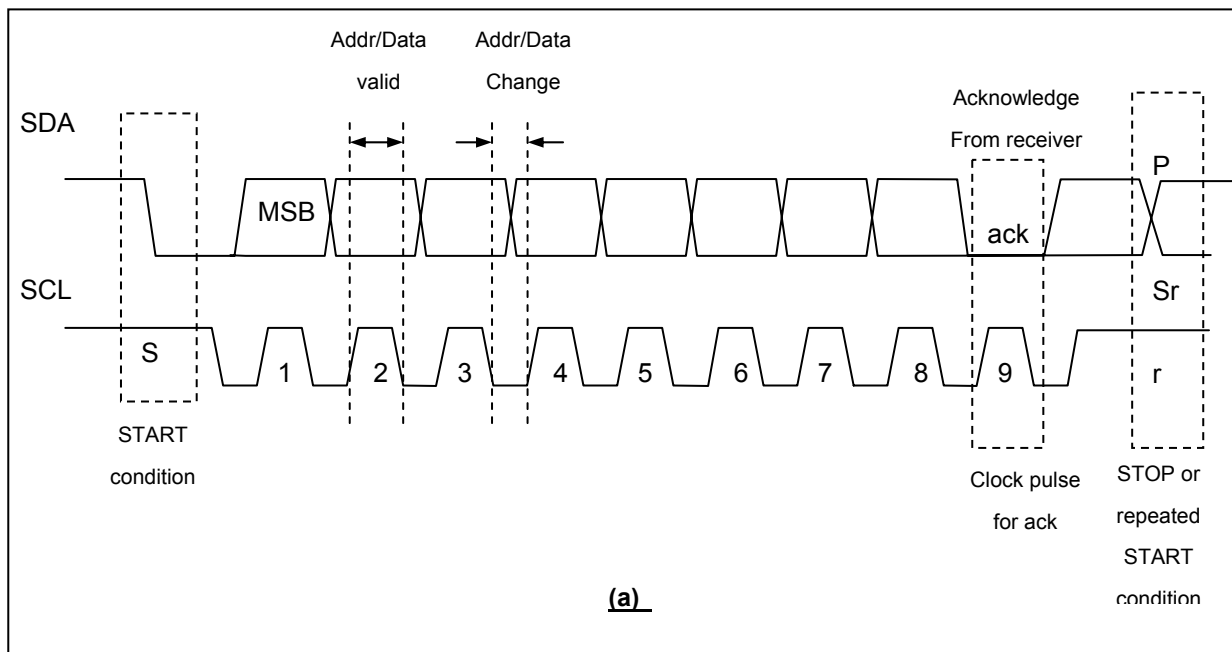 Addr/Data
valid
Addr/Data
Change
Acknowledge
From receiver
SDA
P
MSB
ack
SCL
Sr
S
1 2 3 4 5 6 7 8 9
r
START
condition
Clock pulse
for ack
STOP or
repeated
START
condition
(a)